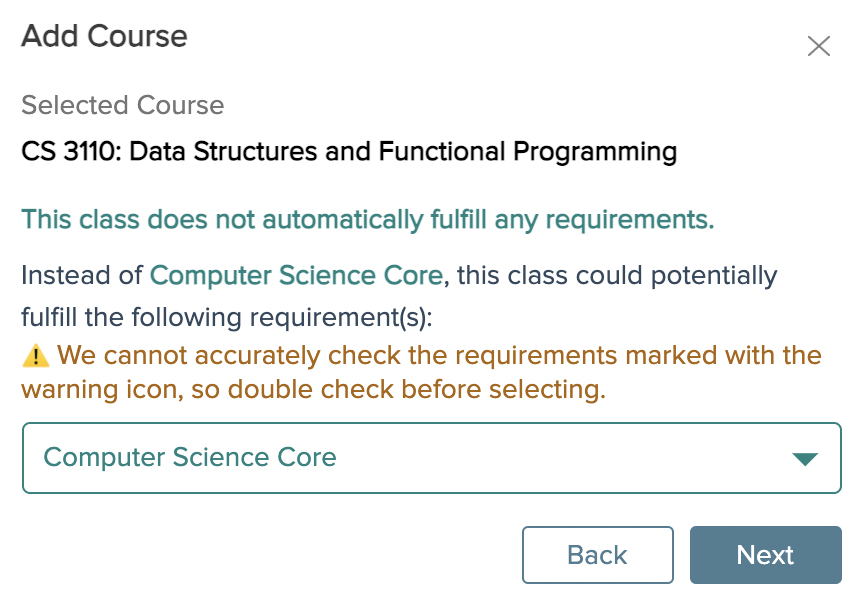 Add Course
Selected Course
CS 3110: Data Structures and Functional Programming
This class does not automatically fulfill any requirements.
Instead of Computer Science Core, this class could potentially
fulfill the following requirement(s):
⚠️ We cannot accurately check the requirements marked with the
warning icon, so double check before selecting.
Computer Science Core
Back
Next